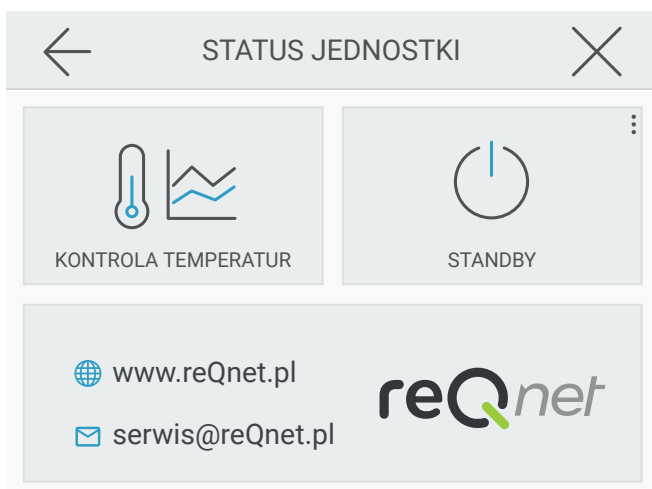 STATUS JEDNOSTKI
KONTROLA TEMPERATUR
STANDBY
www.reQnet.pl
serwis@reQnet.pl
reQnet